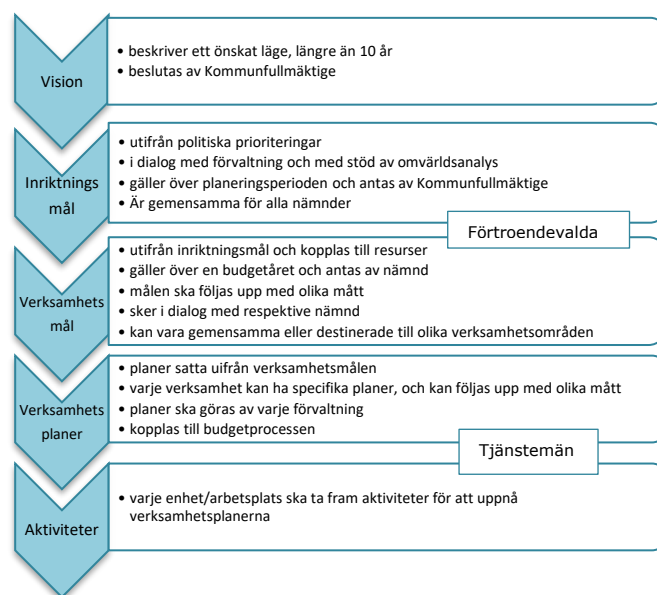 Vision
• beskriver ett önskat läge, längre än 10 år
• beslutas av Kommunfullmäktige
Inriktnings
mål
• utifrån politiska prioriteringar
• i dialog med förvaltning och med stöd av omvärldsanalys
• gäller över planeringsperioden och antas av Kommunfullmäktige
• Är gemensamma för alla nämnder
Förtroendevalda
Verksamhets
mål
• utifrån inriktningsmål och kopplas till resurser
• gäller över en budgetåret och antas av nämnd
• målen ska följas upp med olika mått
• sker i dialog med respektive nämnd
• kan vara gemensamma eller destinerade till olika verksamhetsområden
Verksamhets
planer
• planer satta uifrån verksamhetsmålen
• varje verksamhet kan ha specifika planer, och kan följas upp med olika mått
• planer ska göras av varje förvaltning
• kopplas till budgetprocessen
Tjänstemän
Aktiviteter
• varje enhet/arbetsplats ska ta fram aktiviteter för att uppnå
verksamhetsplanerna